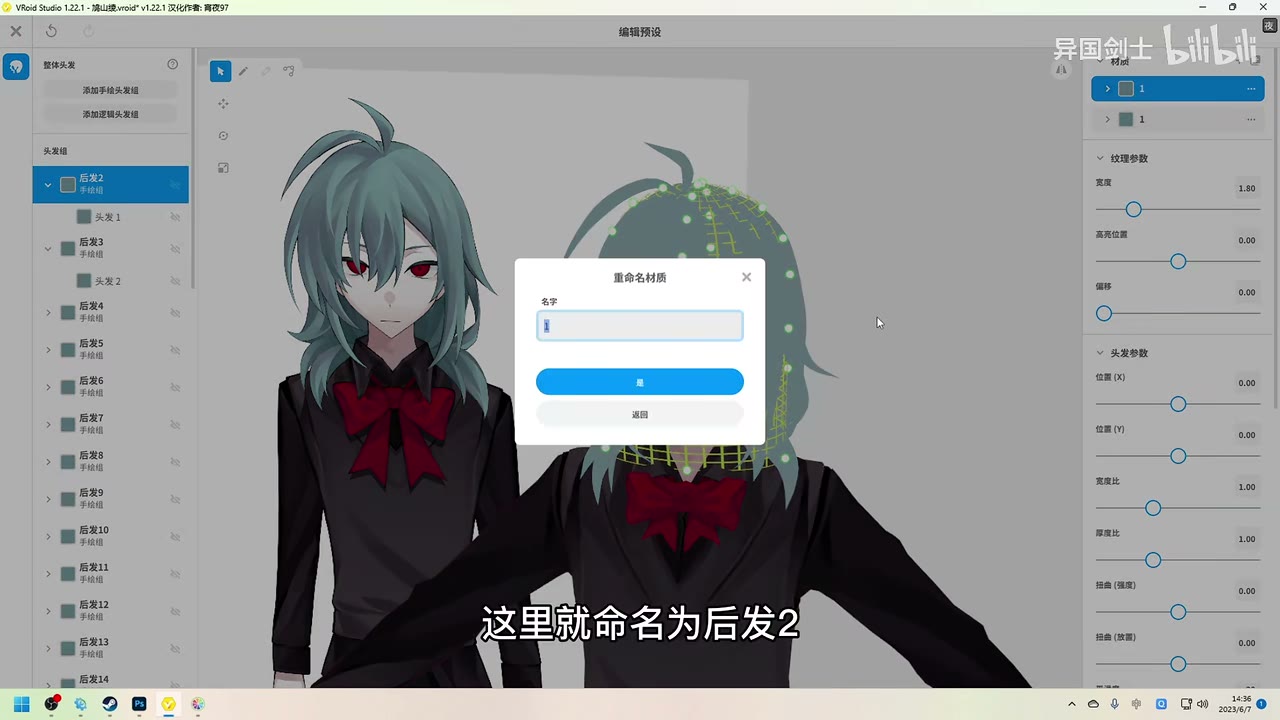 VRoid Studio 1.22.1 - 鳩山境.vroid* v1.22.1 汉化作者: 宵夜97
编辑预设
夜
异国剑士 bilibili
整体头发
添加手绘头发组
添加逻辑头发组
头发组
后发2
手绘组
头发 1
后发3
手绘组
头发 2
后发4
手绘组
后发5
手绘组
后发6
手绘组
后发7
手绘组
后发8
手绘组
后发9
手绘组
后发10
手绘组
后发11
手绘组
后发12
手绘组
后发13
手绘组
后发14
重命名材质
名字
1
是
返回
材质
1
1
纹理参数
宽度
1.80
高亮位置
0.00
偏移
0.00
头发参数
位置 (X)
0.00
位置 (Y)
0.00
宽度比
1.00
厚度比
1.00
扭曲 (强度)
0.00
扭曲 (放置)
0.00
这里就命名为后发2
Ps
14:36
2023/6/7
1